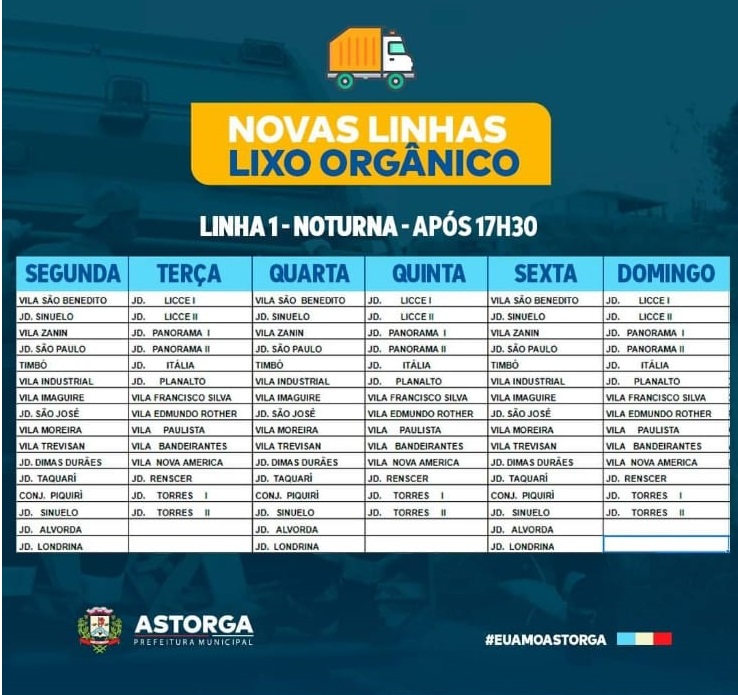 NOVAS LINHAS
LIXO ORGÂNICO
LINHA 1 - NOTURNA - APÓS 17H30
SEGUNDA TERÇA QUARTA QUINTA SEXTA DOMINGO
VILA SÃO BENEDITO JD. LICCE I VILA SÃO BENEDITO JD. LICCE I VILA SÃO BENEDITO JD. LICCE I
JD. SINUELO JD. LICCE II JD. SINUELO JD. LICCE II JD. SINUELO JD. LICCE II
VILA ZANIN JD. PANORAMA I VILA ZANIN JD. PANORAMA I VILA ZANIN JD. PANORAMA I
JD. SÃO PAULO JD. PANORAMA II JD. SÃO PAULO JD. PANORAMA II JD. SÃO PAULO JD. PANORAMA II
TIMBÓ JD. ITÁLIA TIMBÓ JD. ITÁLIA TIMBÓ JD. ITÁLIA
VILA INDUSTRIAL JD. PLANALTO VILA INDUSTRIAL JD. PLANALTO VILA INDUSTRIAL JD. PLANALTO
VILA IMAGUIRE VILA FRANCISCO SILVA VILA IMAGUIRE VILA FRANCISCO SILVA VILA IMAGUIRE VILA FRANCISCO SILVA
JD. SÃO JOSÉ VILA EDMUNDO ROTHER JD. SÃO JOSÉ VILA EDMUNDO ROTHER JD. SÃO JOSÉ VILA EDMUNDO ROTHER
VILA MOREIRA VILA PAULISTA VILA MOREIRA VILA PAULISTA VILA MOREIRA VILA PAULISTA
VILA TREVISAN VILA BANDEIRANTES VILA TREVISAN VILA BANDEIRANTES VILA TREVISAN VILA BANDEIRANTES
JD. DIMAS DURÃES VILA NOVA AMERICA JD. DIMAS DURÃES VILA NOVA AMERICA JD. DIMAS DURÃES VILA NOVA AMERICA
JD. TAQUARÍ JD. RENSCER JD. TAQUARÍ JD. RENSCER JD. TAQUARÍ JD. RENSCER
CONJ. PIQUIRÍ JD. TORRES I CONJ. PIQUIRÍ JD. TORRES I CONJ. PIQUIRÍ JD. TORRES I
JD. SINUELO JD. TORRES II JD. SINUELO JD. TORRES II JD. SINUELO JD. TORRES II
JD. ALVORDA JD. ALVORDA JD. ALVORDA
JD. LONDRINA JD. LONDRINA JD. LONDRINA
ASTORGA
PREFEITURA MUNICIPAL
#EUAMOASTORGA